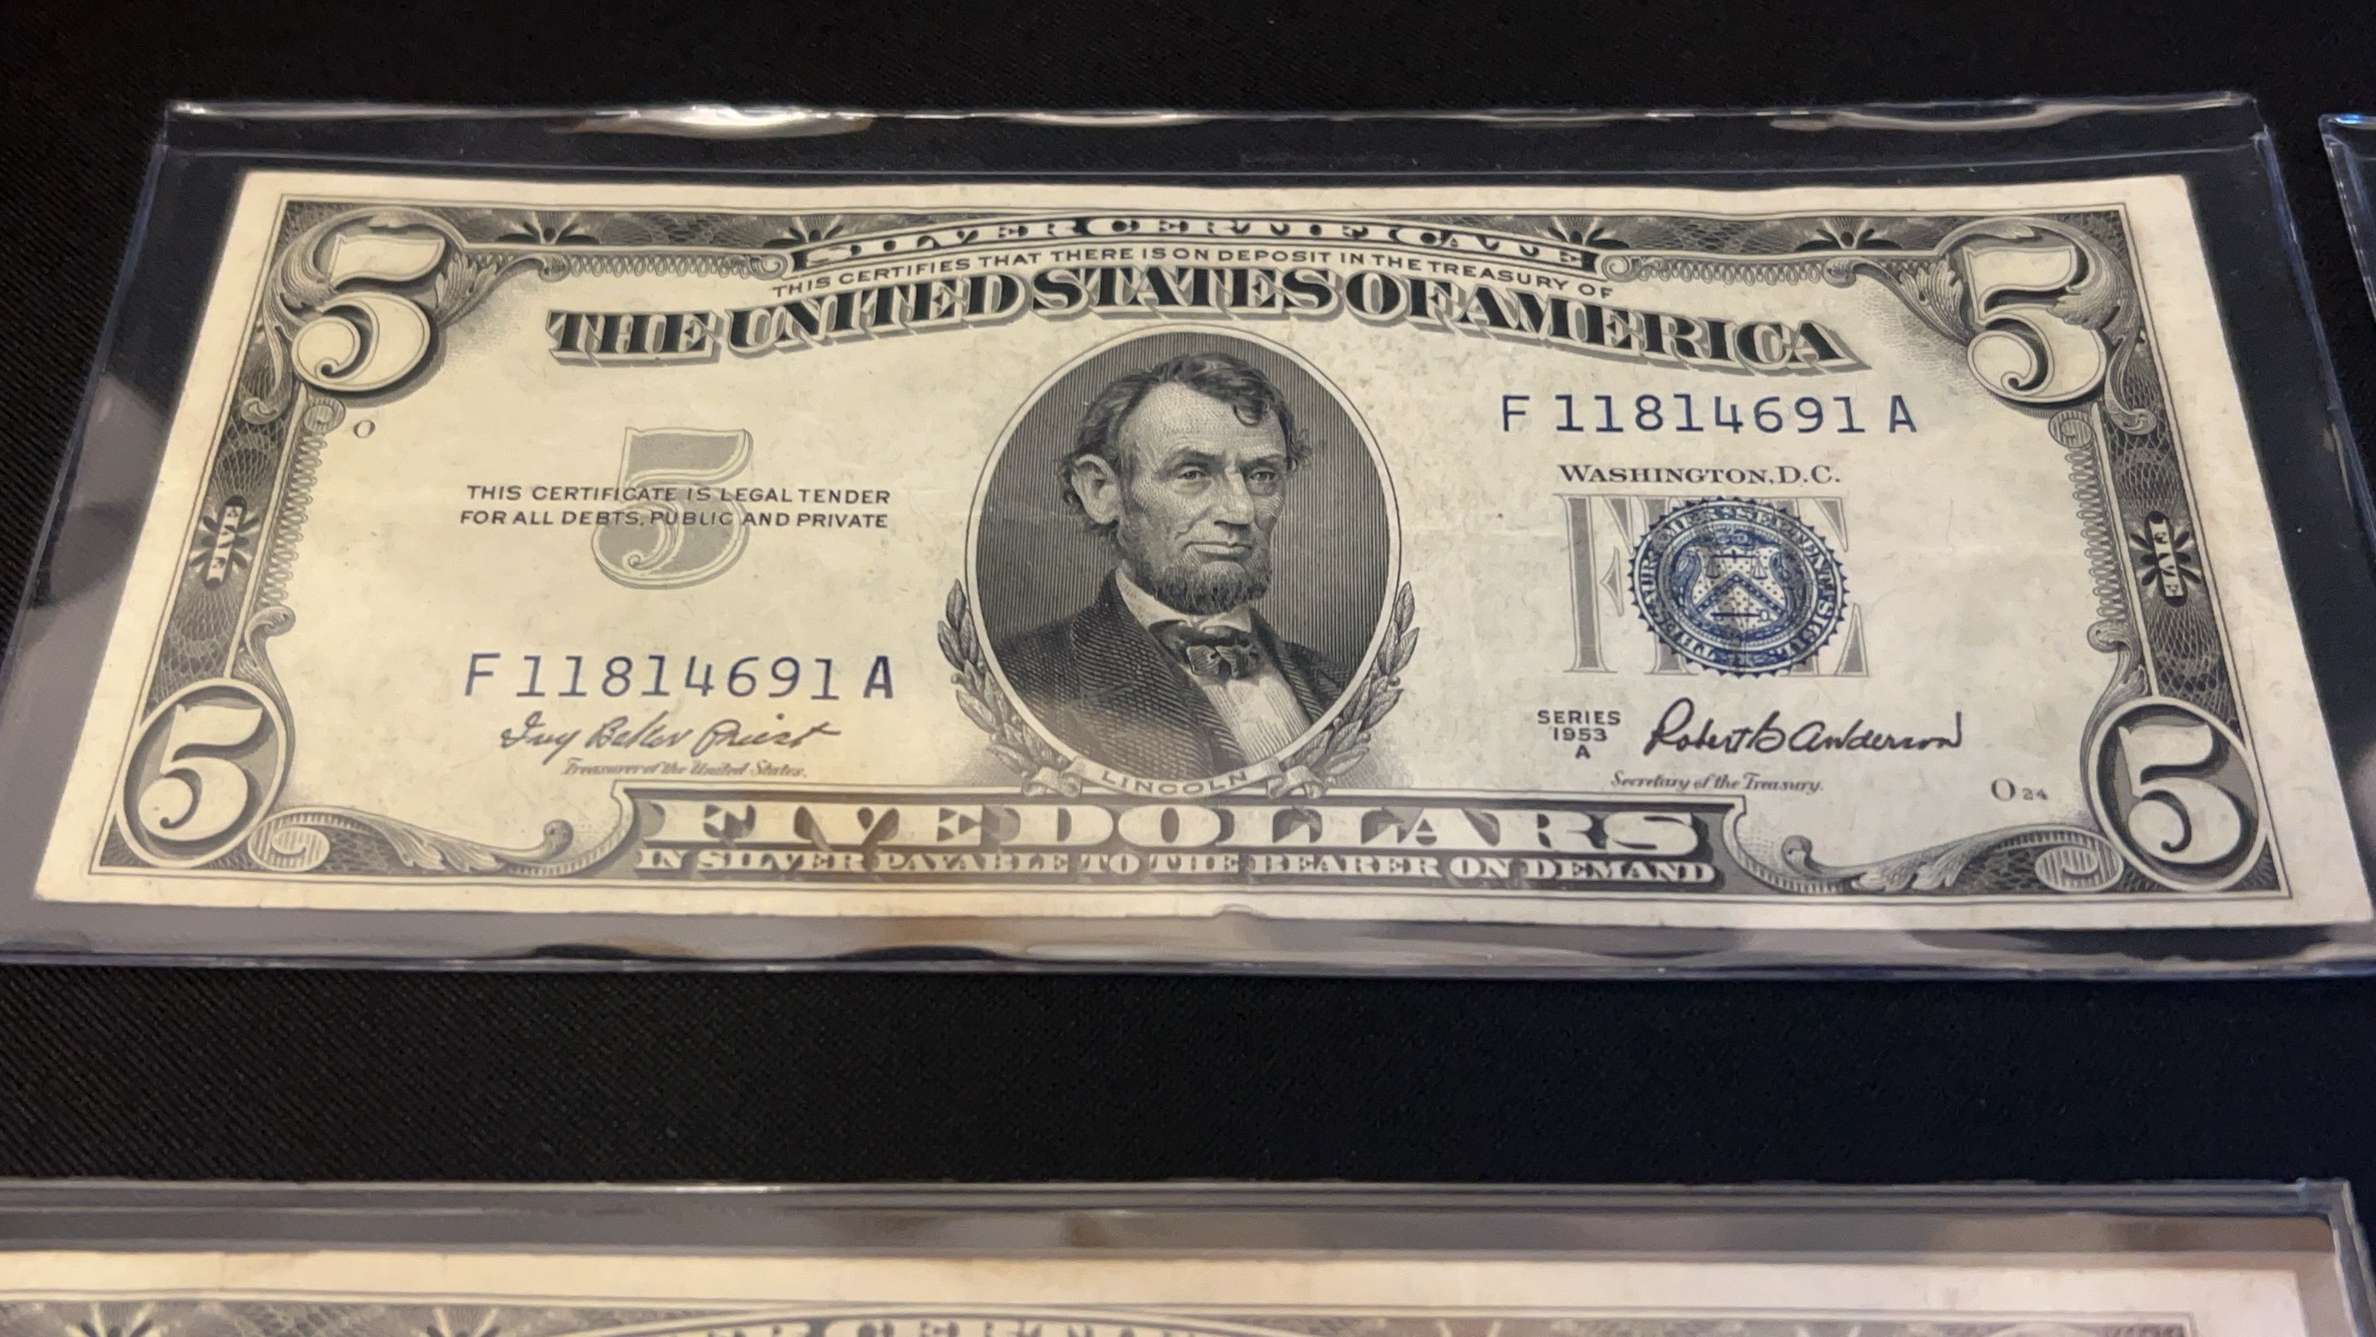 SILVER CERTIFICATE
THIS CERTIFIES THAT THERE IS ON DEPOSIT IN THE TREASURY OF
THE UNITED STATES OF AMERICA
5
5
O
F 11814691 A
WASHINGTON, D.C.
5
THIS CERTIFICATE IS LEGAL TENDER
FOR ALL DEBTS, PUBLIC AND PRIVATE
FIVE
FIVE
FIVE
F 11814691 A
Ivy Baker Priest
Treasurer of the United States.
SERIES
1953
A
Robert B Anderson
Secretary of the Treasury.
O 24
LINCOLN
5
5
FIVE DOLLARS
IN SILVER PAYABLE TO THE BEARER ON DEMAND